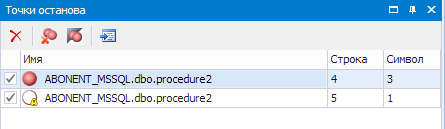 Точки останова
Имя Строка Символ
ABONENT_MSSQL.dbo.procedure2 4 3
ABONENT_MSSQL.dbo.procedure2 5 1